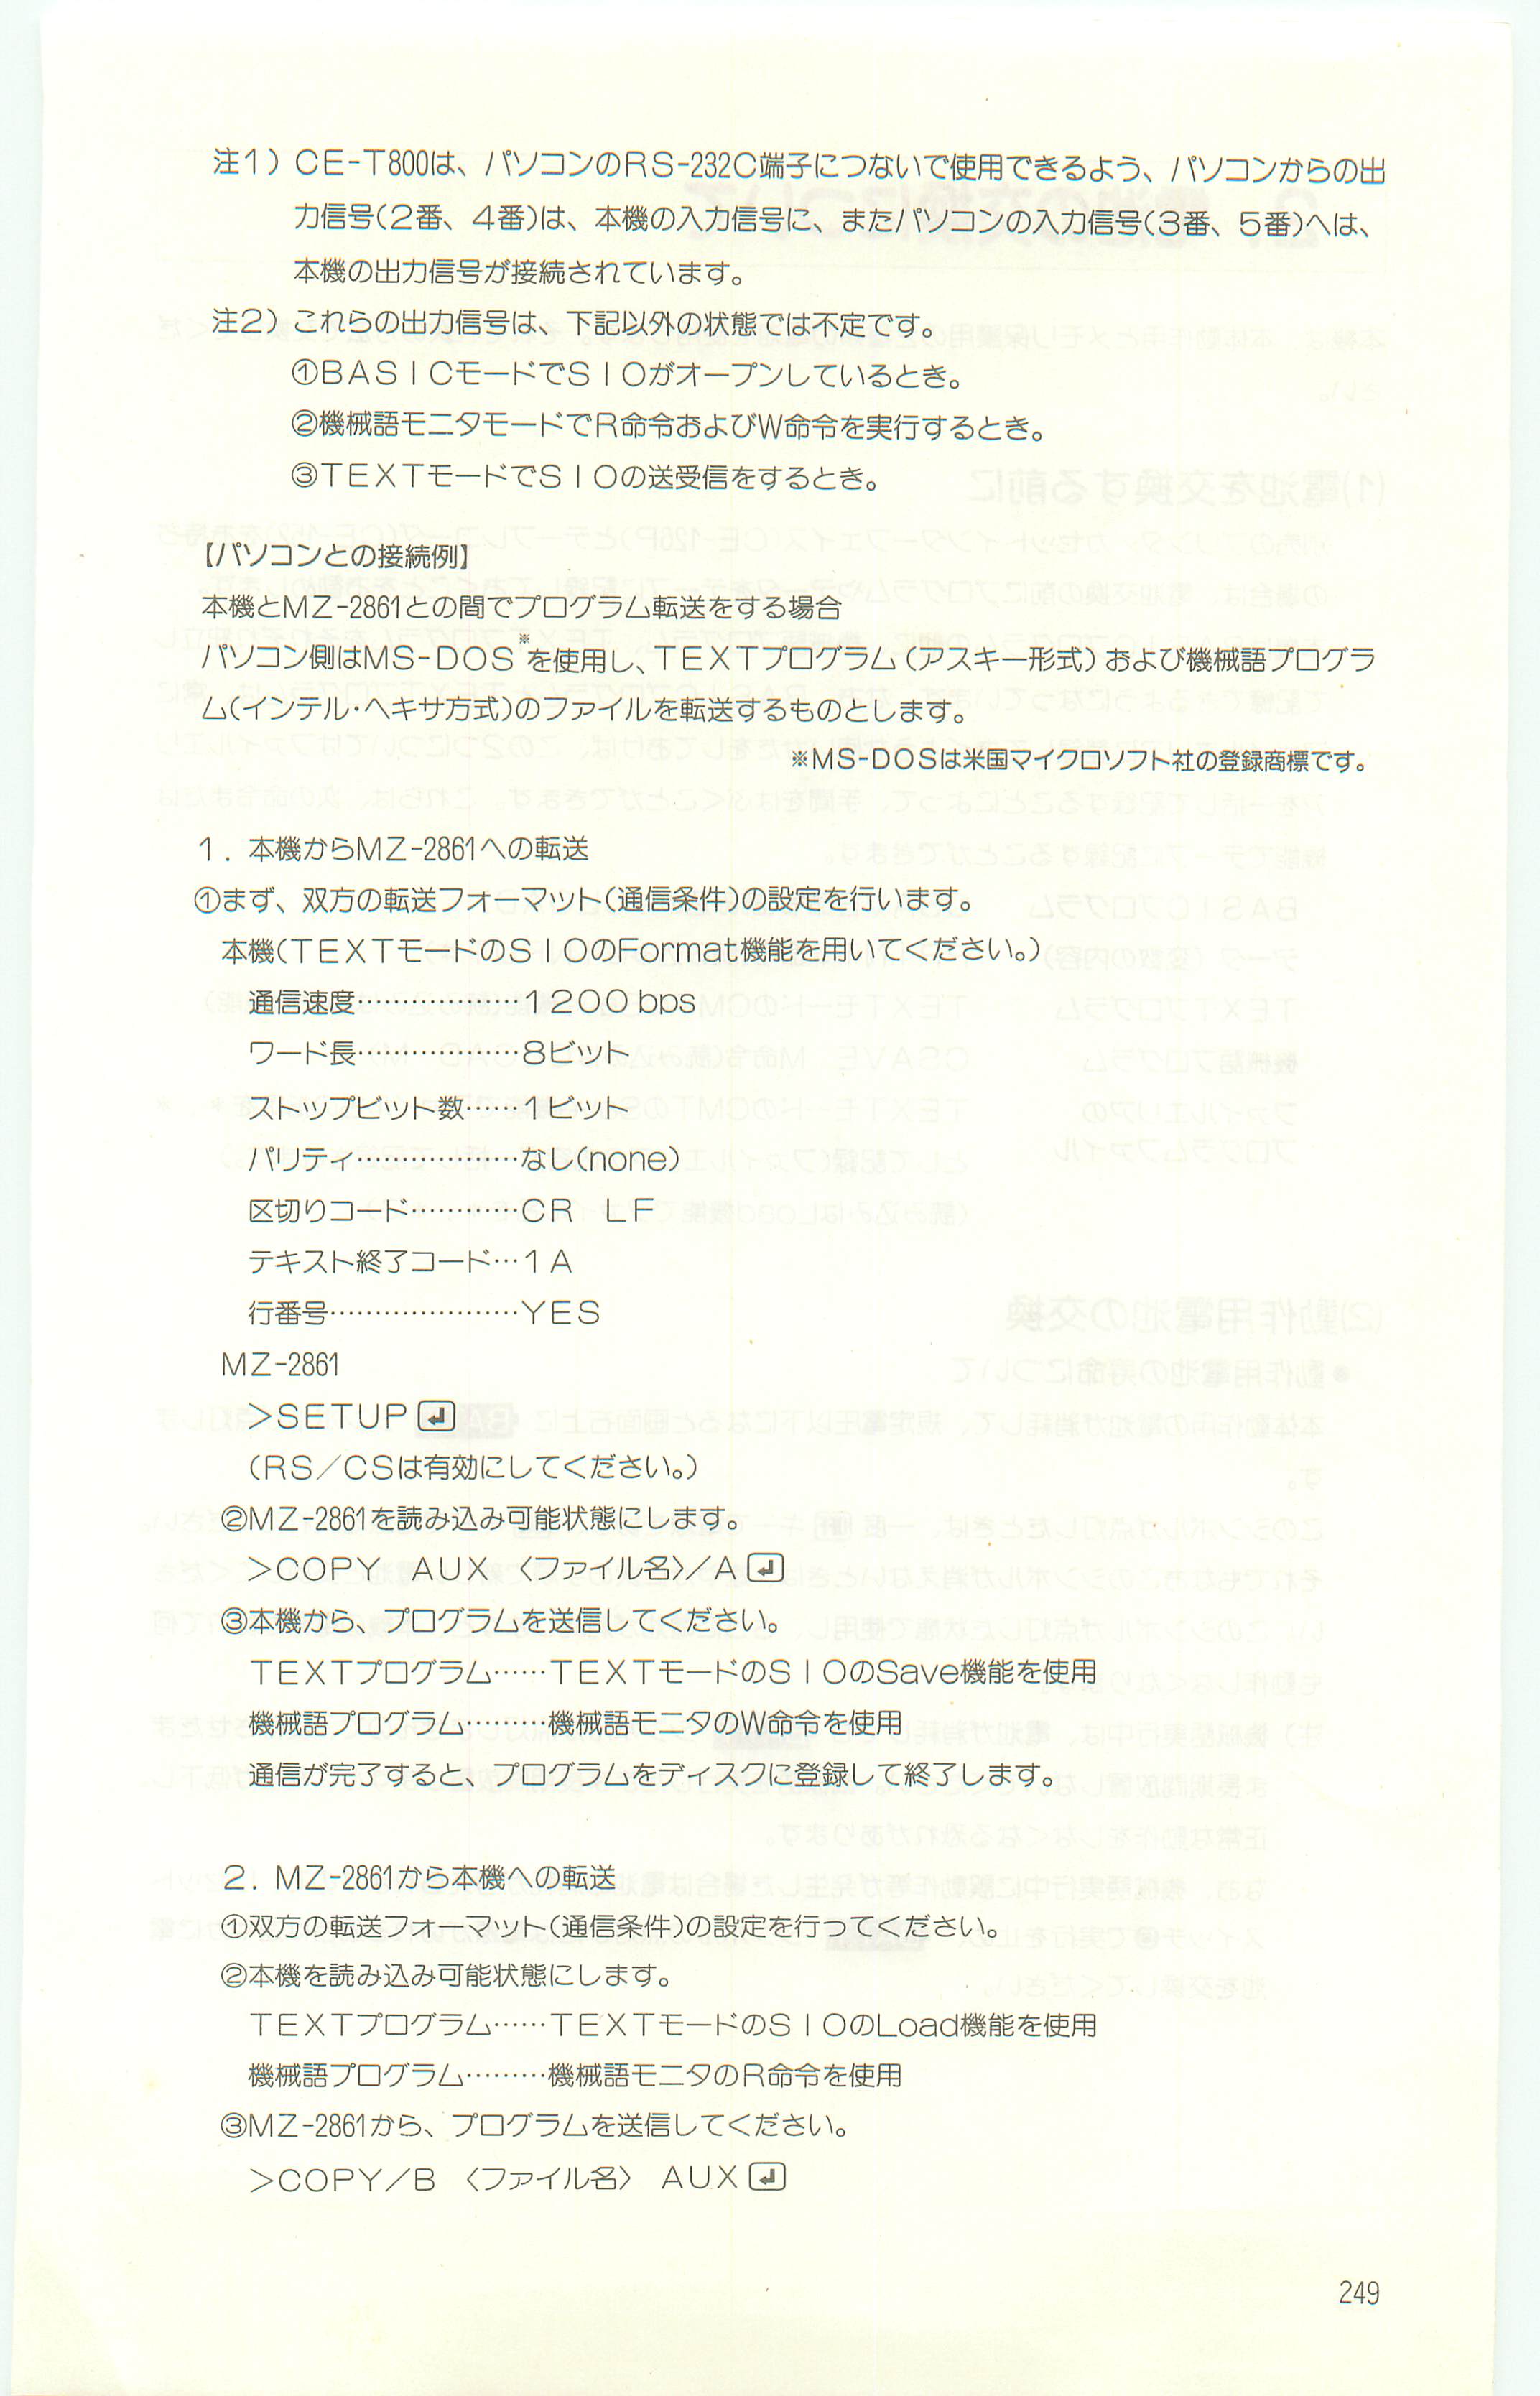 注1）CE-T800は、パソコンのRS-232C端子につないで使用できるよう、パソコンからの出
力信号(2番、4番)は、本機の入力信号に、またパソコンの入力信号(3番、5番)へは、
本機の出力信号が接続されています。
注2）これらの出力信号は、下記以外の状態では不定です。
①BASICモードでSIOがオープンしているとき。
②機械語モニタモードでR命令およびW命令を実行するとき。
③TEXTモードでSIOの送受信をするとき。
【パソコンとの接続例】
本機とMZ-2861との間でプログラム転送をする場合
パソコン側はMS-DOS※を使用し、TEXTプログラム（アスキー形式）および機械語プログラ
ム(インテル・ヘキサ方式)のファイルを転送するものとします。
※MS-DOSは米国マイクロソフト社の登録商標です。
1．本機からMZ-2861への転送
①まず、双方の転送フォーマット(通信条件)の設定を行います。
本機(TEXTモードのSIOのFormat機能を用いてください。)
通信速度………………1200 bps
ワード長………………8ビット
ストップビット数……1ビット
パリティ………………なし(none)
区切りコード…………CR　LF
テキスト終了コード…1A
行番号…………………YES
MZ-2861
>SETUP↵
(RS／CSは有効にしてください。)
②MZ-2861を読み込み可能状態にします。
>COPY　AUX　〈ファイル名〉／A↵
③本機から、プログラムを送信してください。
TEXTプログラム……TEXTモードのSIOのSave機能を使用
機械語プログラム………機械語モニタのW命令を使用
通信が完了すると、プログラムをディスクに登録して終了します。
2．MZ-2861から本機への転送
①双方の転送フォーマット(通信条件)の設定を行ってください。
②本機を読み込み可能状態にします。
TEXTプログラム……TEXTモードのSIOのLoad機能を使用
機械語プログラム………機械語モニタのR命令を使用
③MZ-2861から、プログラムを送信してください。
>COPY／B　〈ファイル名〉　AUX↵
249